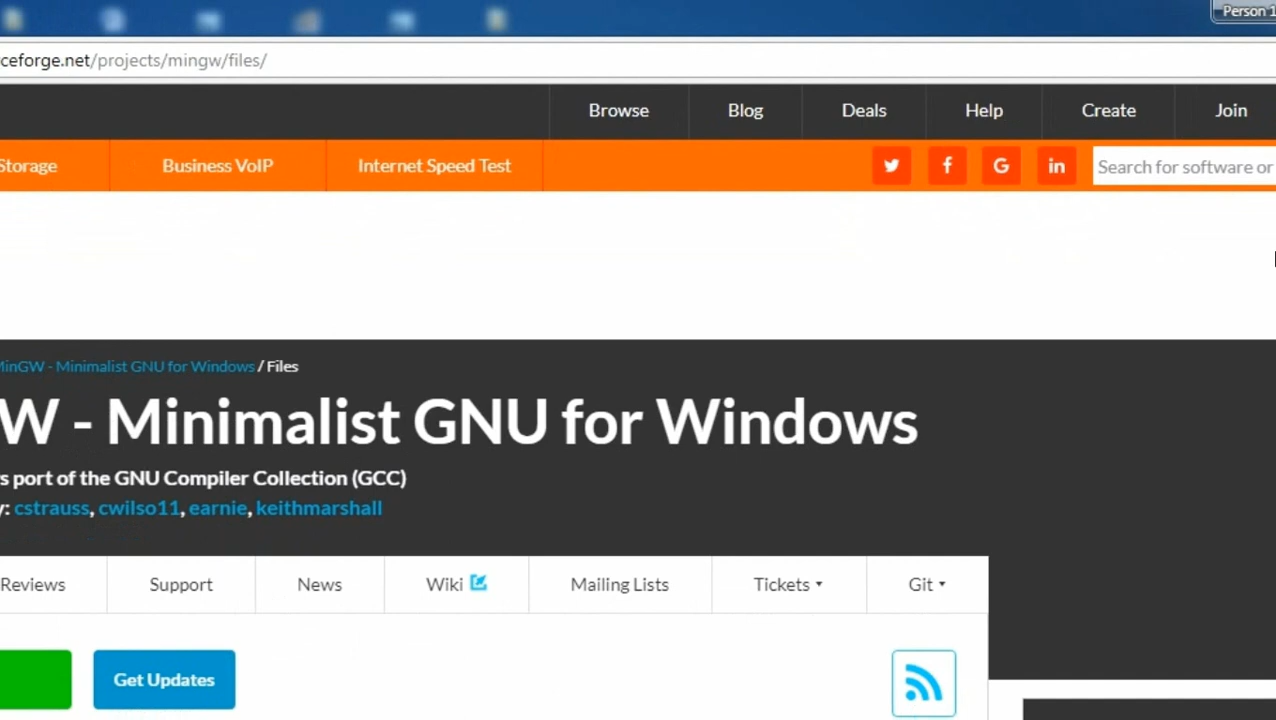 Person 1
ceforge.net/projects/mingw/files/
Browse Blog Deals Help Create Join
Storage Business VoIP Internet Speed Test Search for software or
MinGW - Minimalist GNU for Windows / Files
W - Minimalist GNU for Windows
s port of the GNU Compiler Collection (GCC)
y: cstrauss, cwilso11, earnie, keithmarshall
Reviews Support News Wiki Mailing Lists Tickets Git
Get Updates